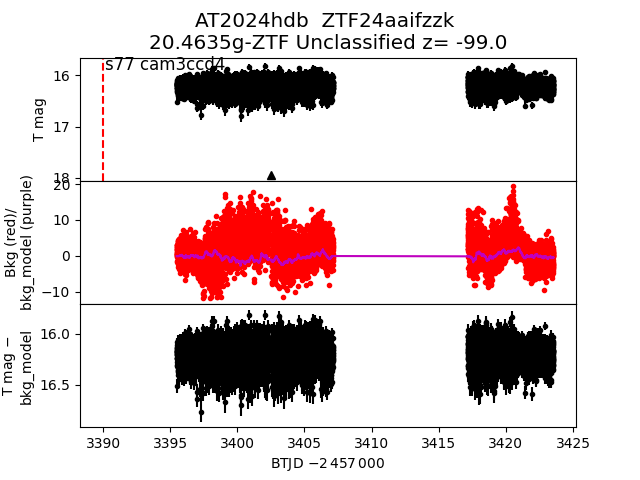 AT2024hdb  ZTF24aaifzzk
20.4635g-ZTF Unclassified z= -99.0
s77 cam3ccd4
T mag
16
17
18
Bkg (red)/
bkg_model (purple)
20
10
0
−10
T mag −
bkg_model
16.0
16.5
3390 3395 3400 3405 3410 3415 3420 3425
BTJD −2 457 000